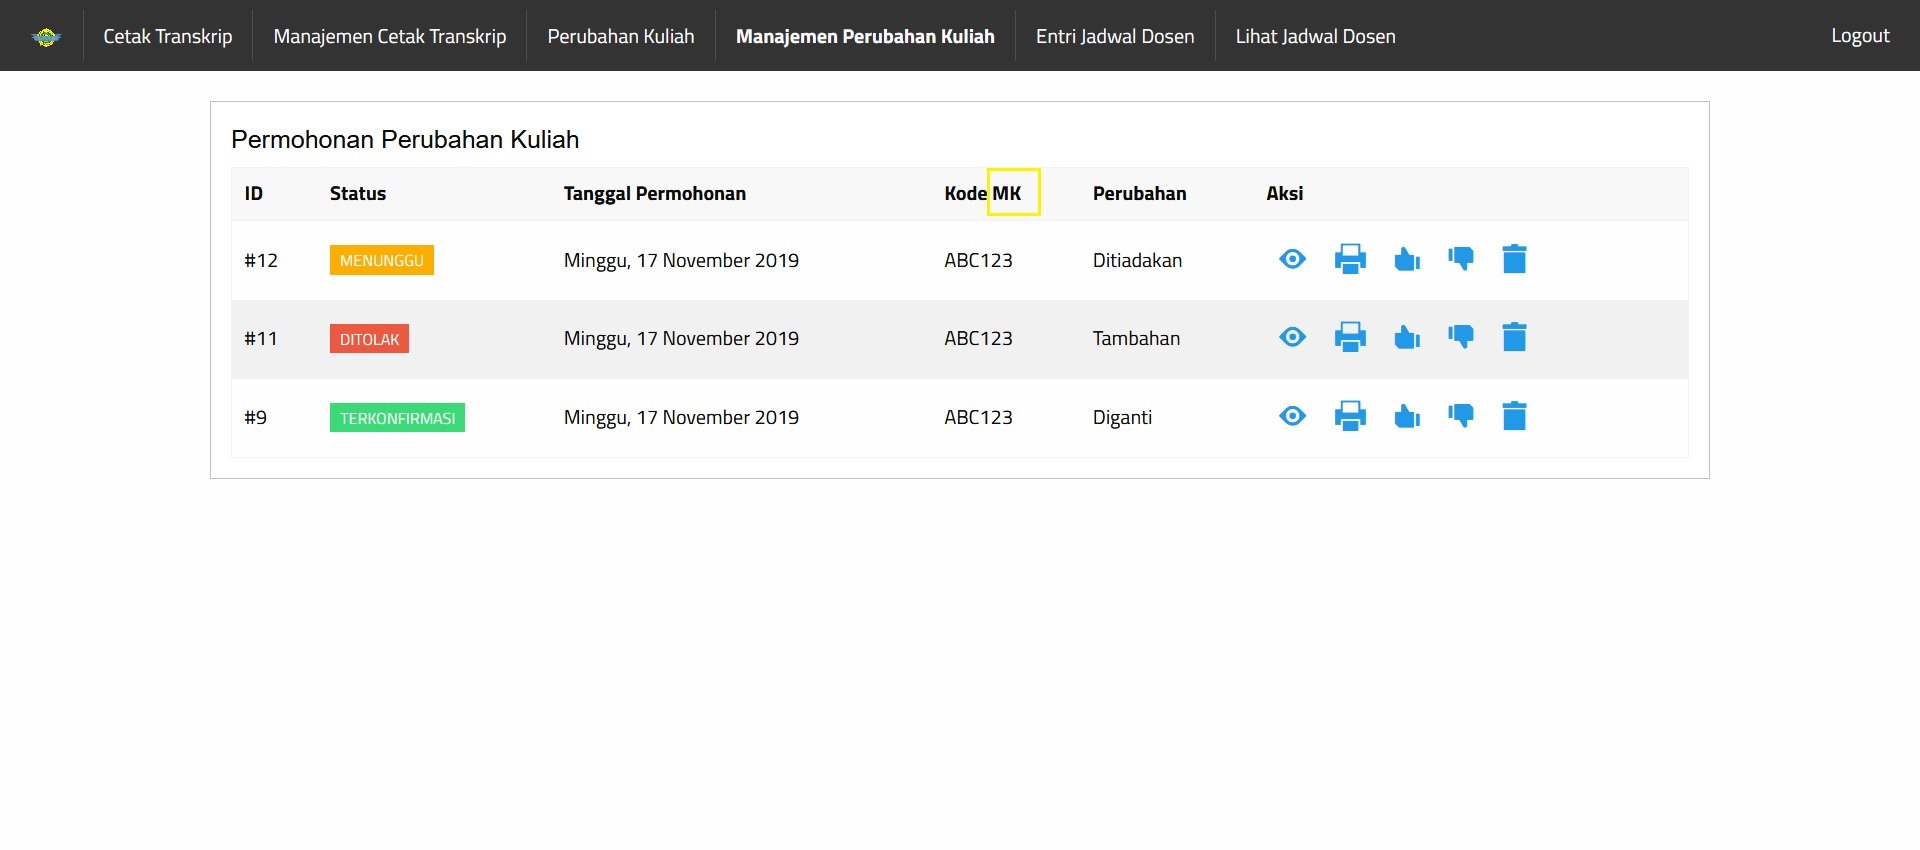 Cetak Transkrip Manajemen Cetak Transkrip Perubahan Kuliah Manajemen Perubahan Kuliah Entri Jadwal Dosen Lihat Jadwal Dosen Logout
Permohonan Perubahan Kuliah
ID Status Tanggal Permohonan Kode MK Perubahan Aksi
#12 MENUNGGU Minggu, 17 November 2019 ABC123 Ditiadakan
#11 DITOLAK Minggu, 17 November 2019 ABC123 Tambahan
#9 TERKONFIRMASI Minggu, 17 November 2019 ABC123 Diganti